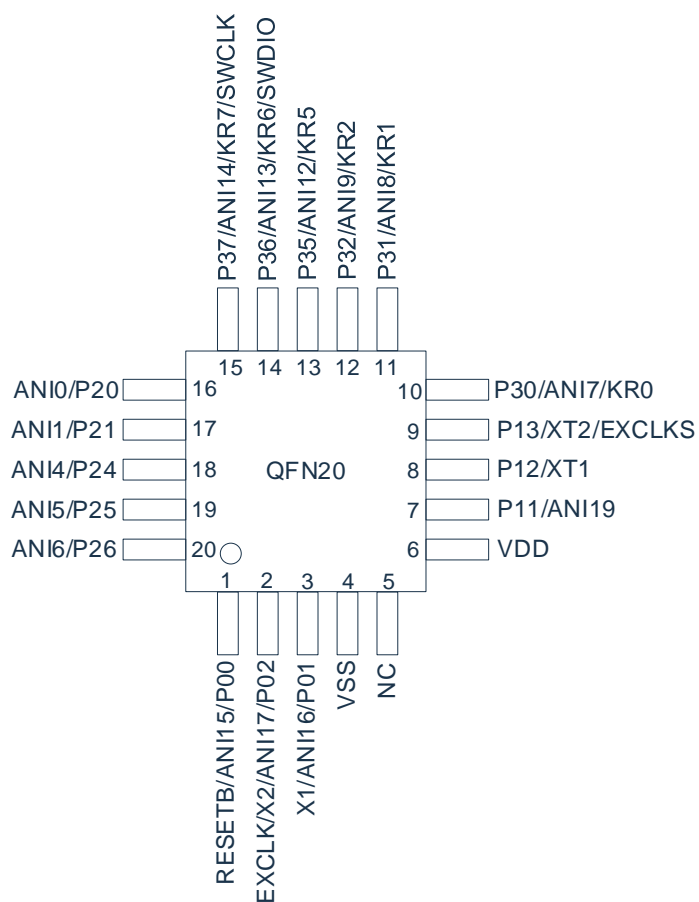 P37/ANI14/KR7/SWCLK
P36/ANI13/KR6/SWDIO
P35/ANI12/KR5
P32/ANI9/KR2
P31/ANI8/KR1
15 14 13 12 11
ANI0/P20 16 10 P30/ANI7/KR0
ANI1/P21 17 9 P13/XT2/EXCLKS
ANI4/P24 18 QFN20 8 P12/XT1
ANI5/P25 19 7 P11/ANI19
ANI6/P26 20 6 VDD
1 2 3 4 5
RESETB/ANI15/P00
EXCLK/X2/ANI17/P02
X1/ANI16/P01
VSS
NC